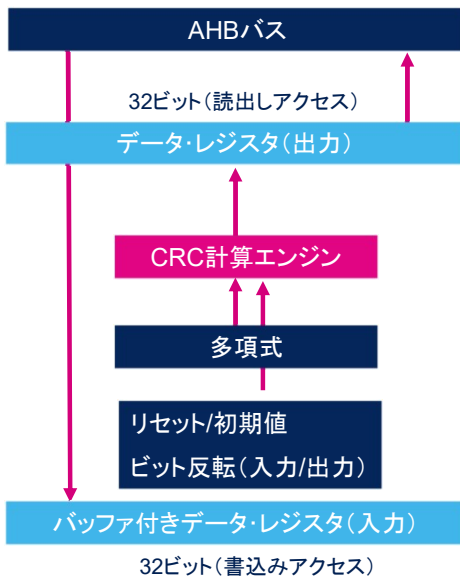 AHBバス
32ビット（読出しアクセス）
データ・レジスタ（出力）
CRC計算エンジン
多項式
リセット/初期値
ビット反転（入力/出力）
バッファ付きデータ・レジスタ（入力）
32ビット（書込みアクセス）